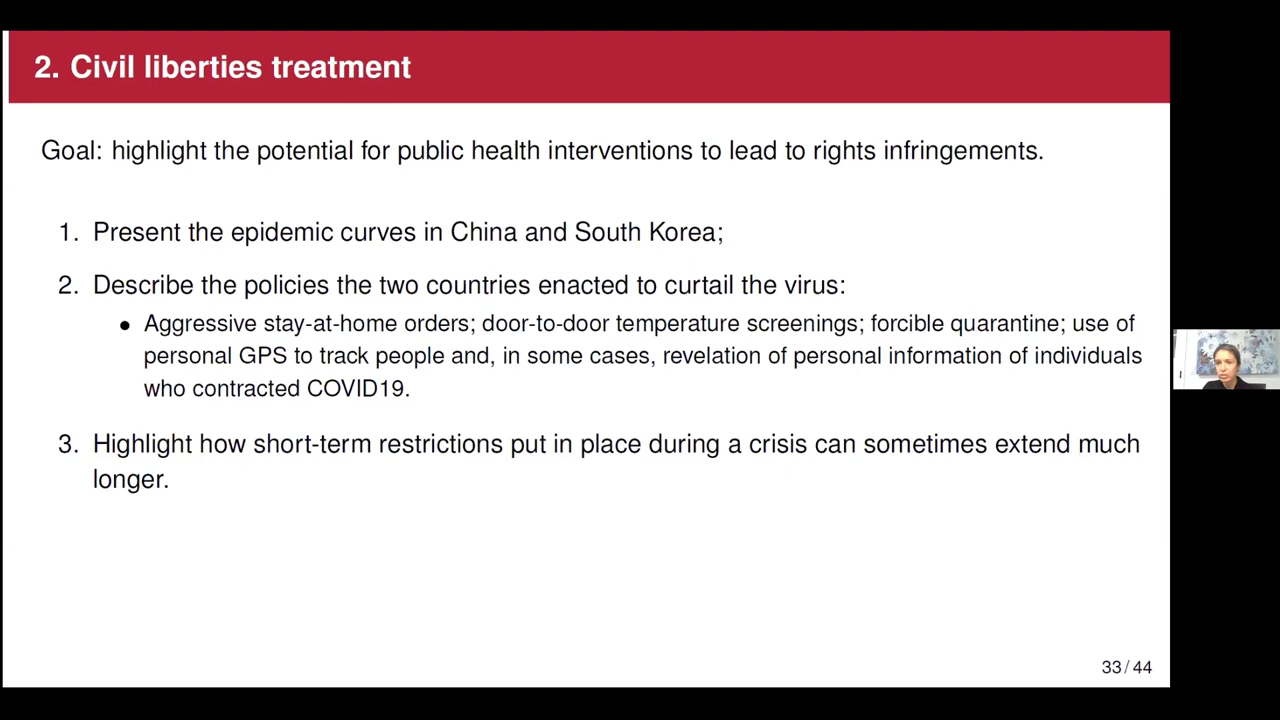 2. Civil liberties treatment
Goal: highlight the potential for public health interventions to lead to rights infringements.
1. Present the epidemic curves in China and South Korea;
2. Describe the policies the two countries enacted to curtail the virus:
• Aggressive stay-at-home orders; door-to-door temperature screenings; forcible quarantine; use of
personal GPS to track people and, in some cases, revelation of personal information of individuals
who contracted COVID19.
3. Highlight how short-term restrictions put in place during a crisis can sometimes extend much
longer.
33 / 44